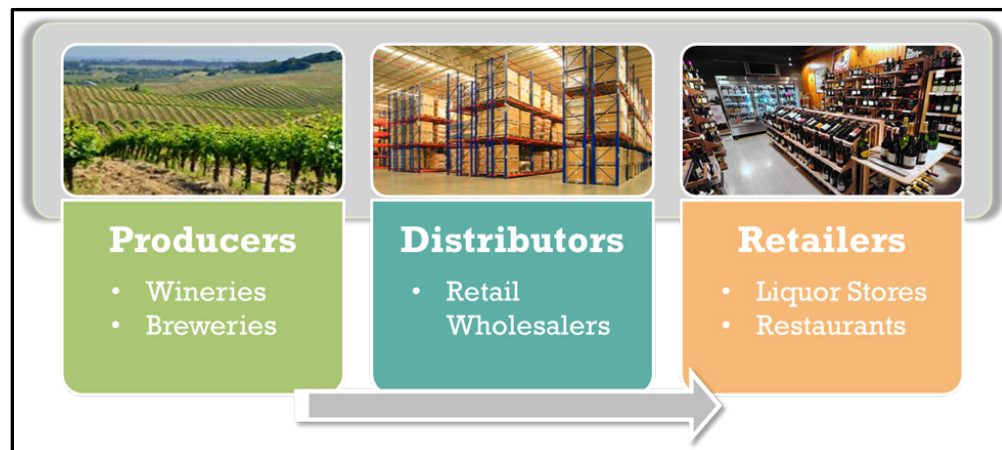 Producers
• Wineries
• Breweries
Distributors
• Retail
Wholesalers
Retailers
• Liquor Stores
• Restaurants